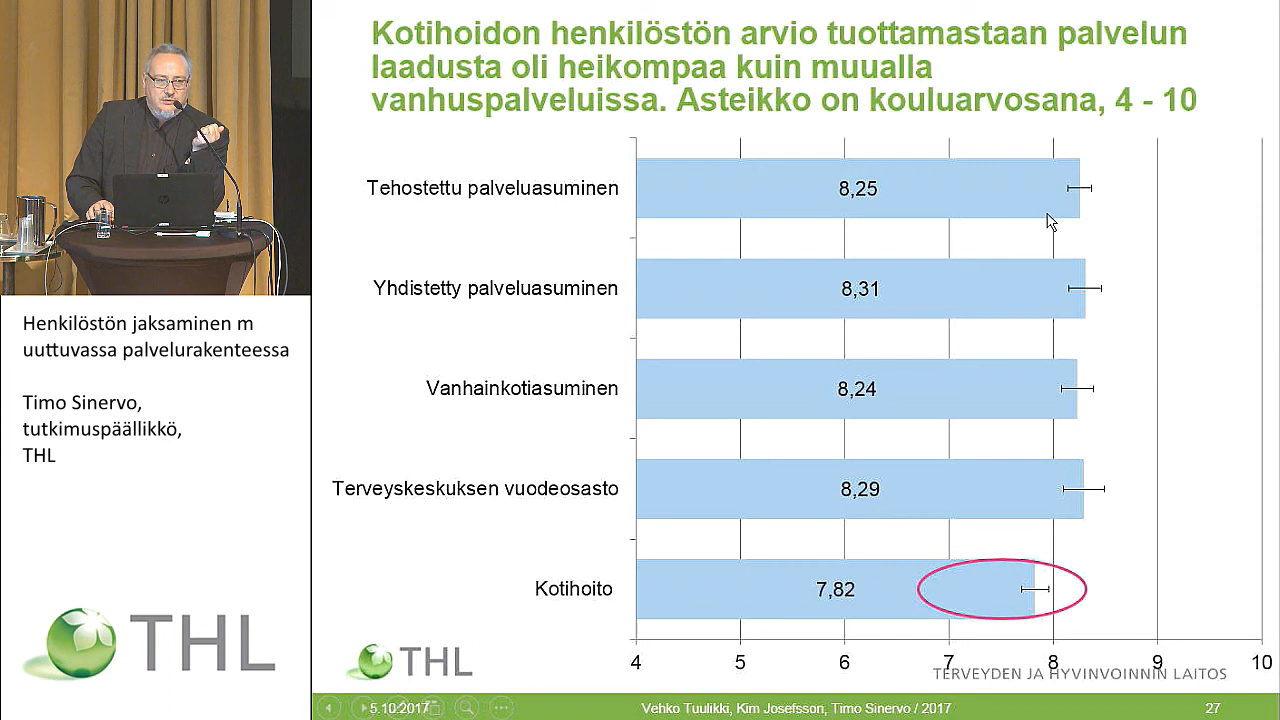 Kotihoidon henkilöstön arvio tuottamastaan palvelun
laadusta oli heikompaa kuin muualla
vanhuspalveluissa. Asteikko on kouluarvosana, 4 - 10
Tehostettu palveluasuminen
8,25
Yhdistetty palveluasuminen
8,31
Vanhainkotiasuminen
8,24
Terveyskeskuksen vuodeosasto
8,29
Kotihoito
7,82
4 5 6 7 8 9 10
THL
TERVEYDEN JA HYVINVOINNIN LAITOS
5.10.2017
Vehko Tuulikki, Kim Josefsson, Timo Sinervo / 2017
27
Henkilöstön jaksaminen m
uuttuvassa palvelurakenteessa
Timo Sinervo,
tutkimuspäällikkö,
THL
THL